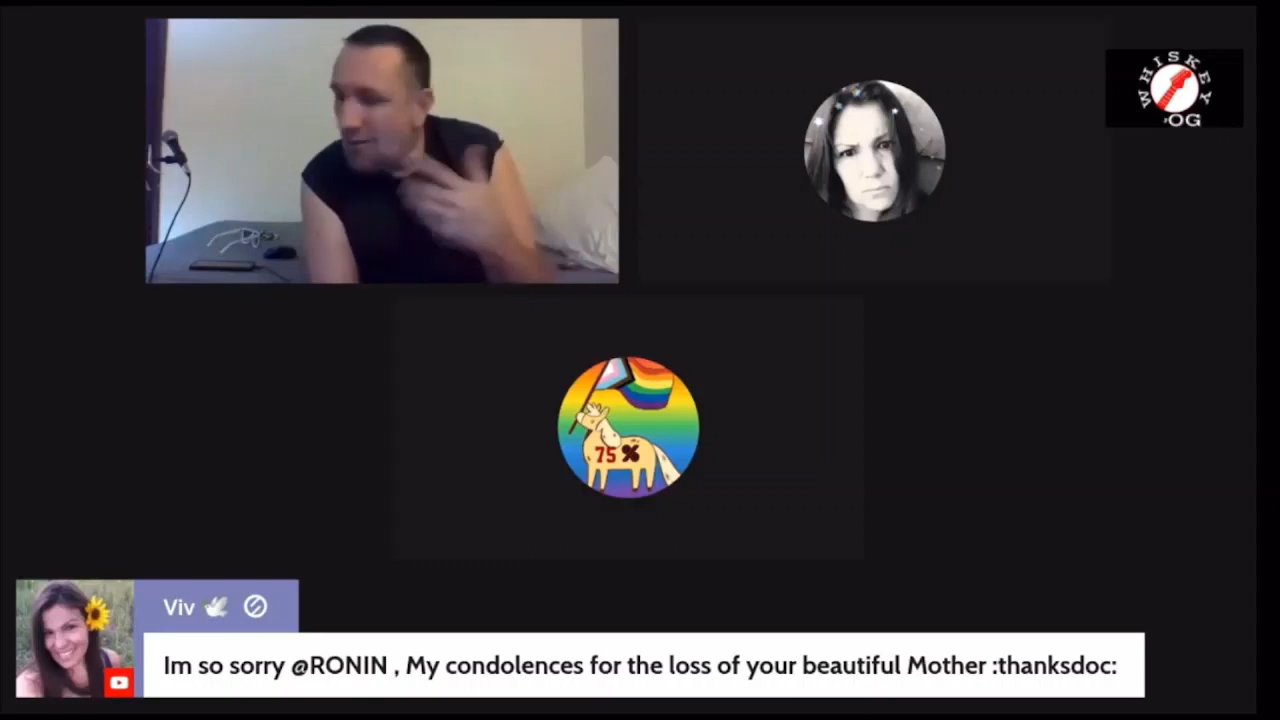 WHISKEY
OG
75%
Viv
Im so sorry @RONIN , My condolences for the loss of your beautiful Mother :thanksdoc: